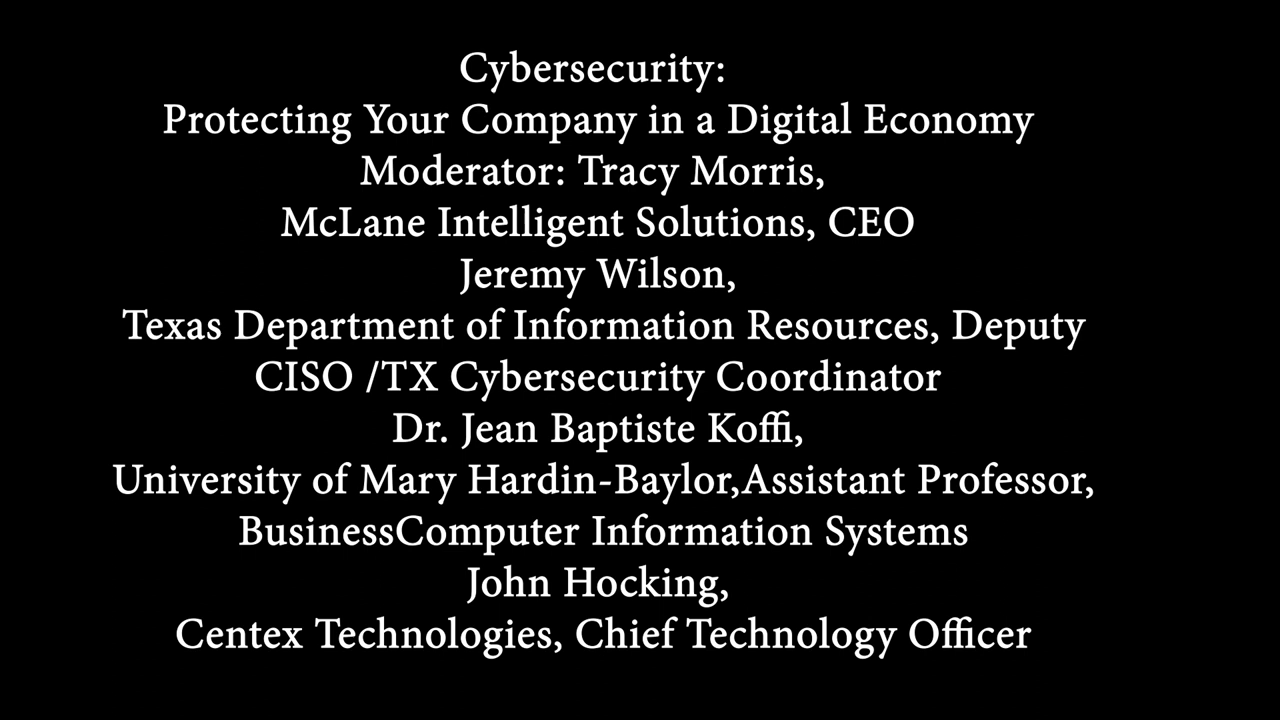 Cybersecurity:
Protecting Your Company in a Digital Economy
Moderator: Tracy Morris,
McLane Intelligent Solutions, CEO
Jeremy Wilson,
Texas Department of Information Resources, Deputy
CISO /TX Cybersecurity Coordinator
Dr. Jean Baptiste Koffi,
University of Mary Hardin-Baylor,Assistant Professor,
BusinessComputer Information Systems
John Hocking,
Centex Technologies, Chief Technology Officer